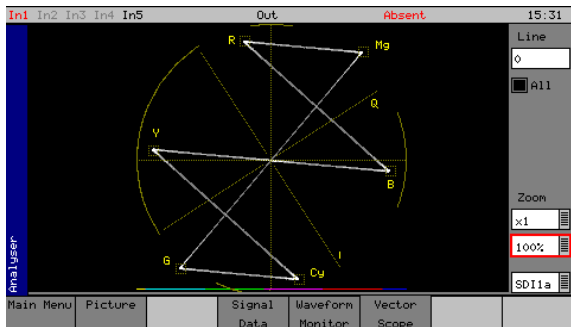 In1 In2 In3 In4 In5 Out Absent 15:31
Line
0
All
R
Mg
Q
Y
B
G
Cy
I
Zoom
x1
100%
SDI1a
Analyser
Main Menu Picture Signal Data Waveform Monitor Vector Scope